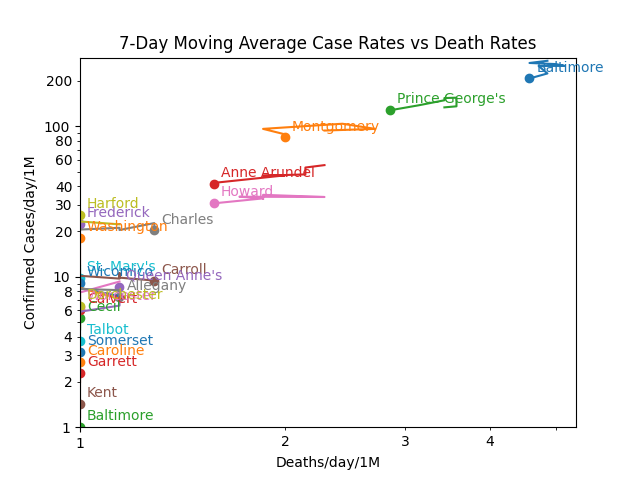 7-Day Moving Average Case Rates vs Death Rates
Baltimore
Prince George's
Montgomery
Anne Arundel
Howard
Harford
Frederick
Charles
Washington
St. Mary's
Wicomico
Carroll
Queen Anne's
Allegany
Calvert
Cecil
Talbot
Somerset
Caroline
Garrett
Kent
Baltimore
Confirmed Cases/day/1M
200
100
80
60
40
30
20
10
8
6
4
3
2
1
1
2
3
4
Deaths/day/1M